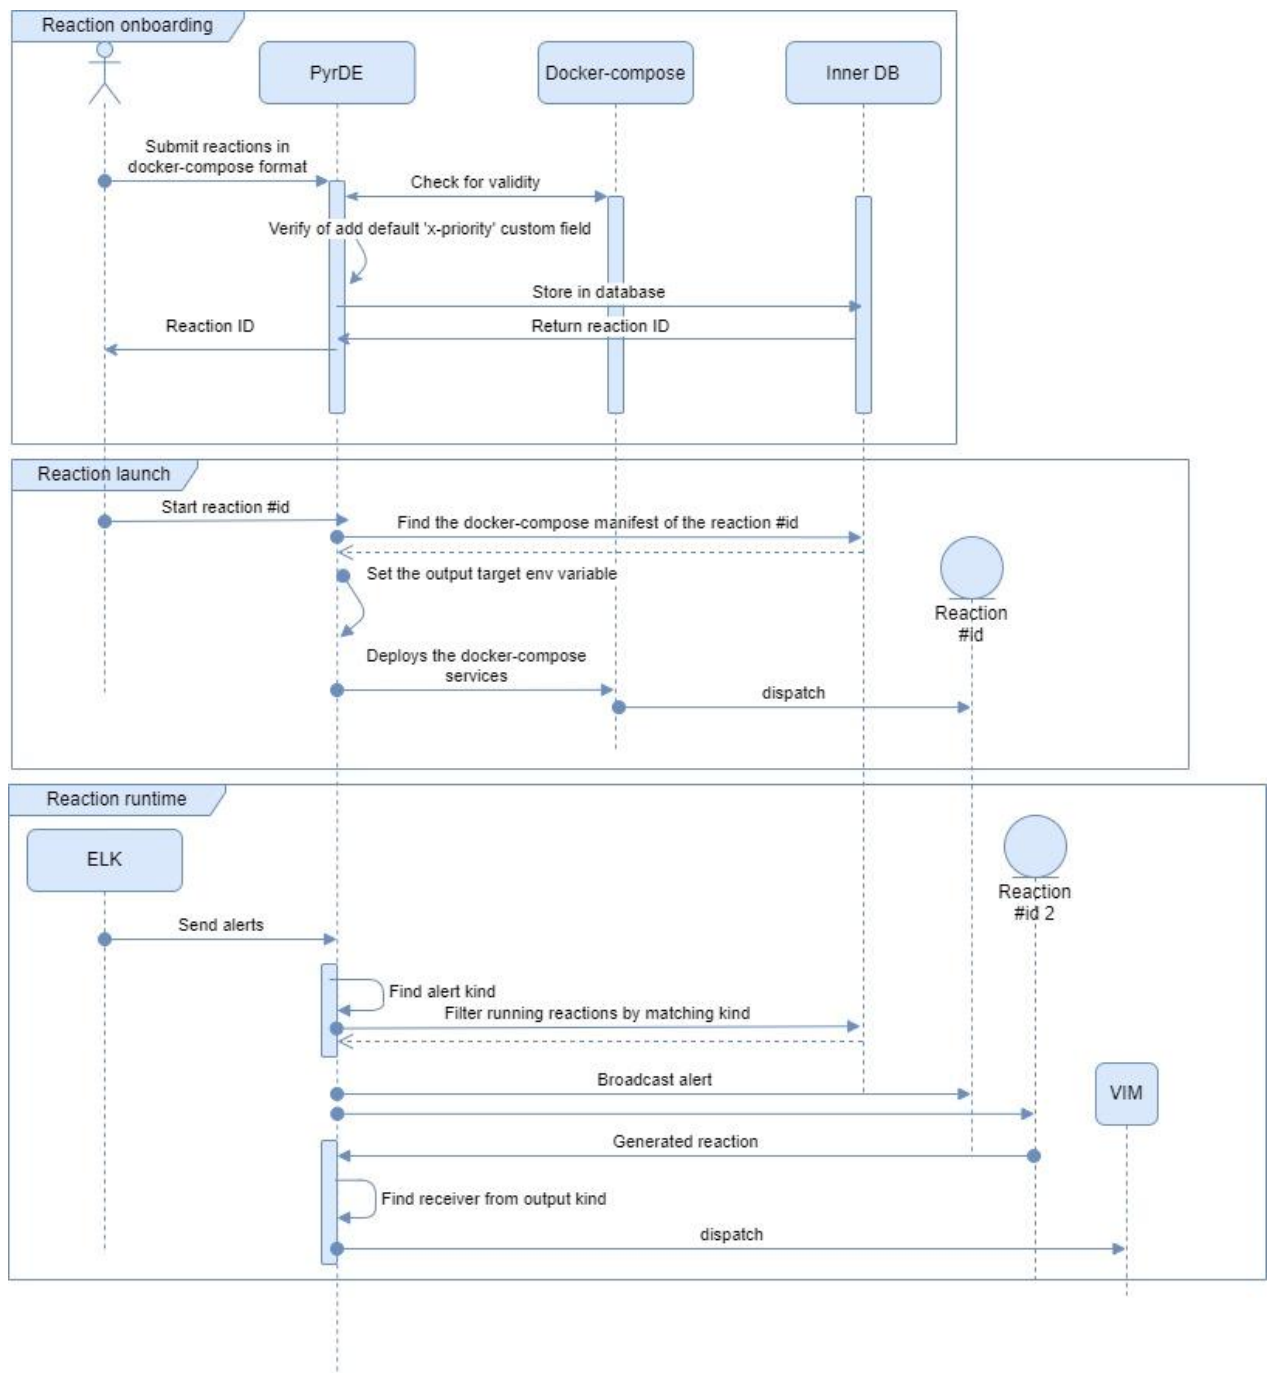 Reaction onboarding
PyrDE
Docker-compose
Inner DB
Submit reactions in
docker-compose format
Check for validity
Verify of add default 'x-priority' custom field
Store in database
Reaction ID
Return reaction ID
Reaction launch
Start reaction #id
Find the docker-compose manifest of the reaction #id
Set the output target env variable
Reaction
#id
Deploys the docker-compose
services
dispatch
Reaction runtime
ELK
Reaction
#id 2
Send alerts
Find alert kind
Filter running reactions by matching kind
Broadcast alert
VIM
Generated reaction
Find receiver from output kind
dispatch